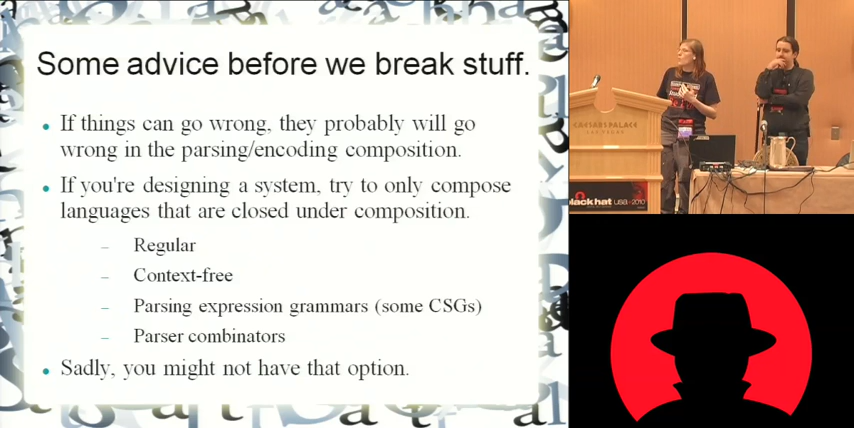 Some advice before we break stuff.
If things can go wrong, they probably will go
wrong in the parsing/encoding composition.
If you're designing a system, try to only compose
languages that are closed under composition.
Regular
Context-free
Parsing expression grammars (some CSGs)
Parser combinators
Sadly, you might not have that option.
CAESARS PALACE
LAS VEGAS
black hat usa 2010